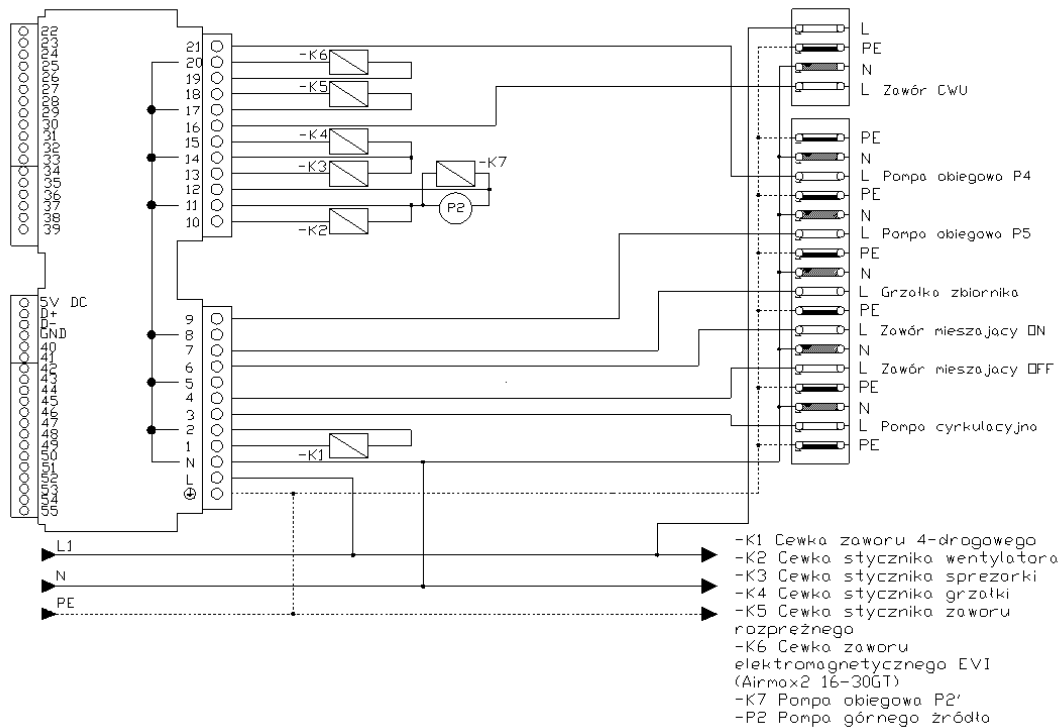 22
23
24
25
26
27
28
29
30
31
32
33
34
35
36
37
38
39
5V DC
D+
D-
GND
40
41
42
43
44
45
46
47
48
49
50
51
52
53
54
55
21
20
19
18
17
16
15
14
13
12
11
10
9
8
7
6
5
4
3
2
1
N
L
-K6
-K5
-K4
-K3
-K7
P2
-K2
-K1
L
PE
N
L Zawór CWU
PE
N
L Pompa obiegowa P4
PE
N
L Pompa obiegowa P5
PE
N
L Grzałka zbiornika
PE
L Zawór mieszajacy ON
N
L Zawór mieszajacy OFF
PE
N
L Pompa cyrkulacyjna
PE
L1
N
PE
-K1 Cewka zaworu 4-drogowego
-K2 Cewka stycznika wentylatora
-K3 Cewka stycznika sprezarki
-K4 Cewka stycznika grzałki
-K5 Cewka stycznika zaworu
rozprężnego
-K6 Cewka zaworu
elektromagnetycznego EVI
(Airmax2 16-30GT)
-K7 Pompa obiegowa P2'
-P2 Pompa górnego źródła